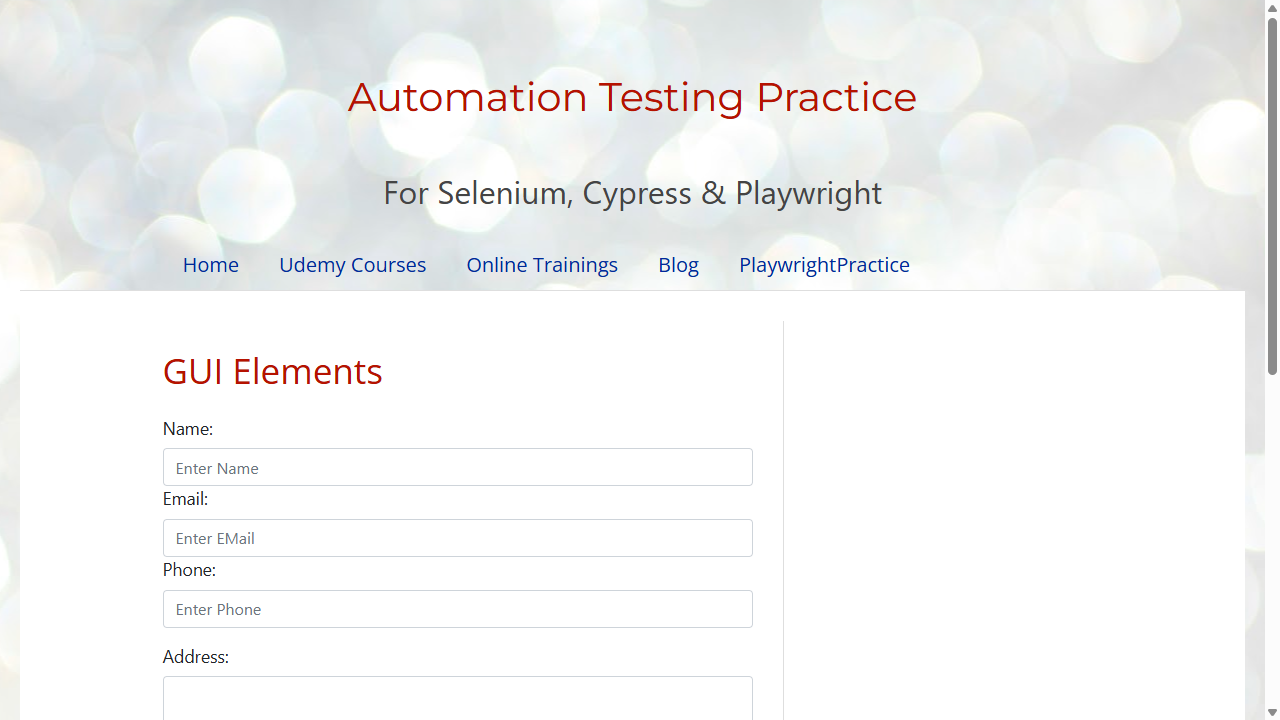 Automation Testing Practice
For Selenium, Cypress & Playwright
Home Udemy Courses Online Trainings Blog PlaywrightPractice
GUI Elements
Name:
Enter Name
Email:
Enter EMail
Phone:
Enter Phone
Address: